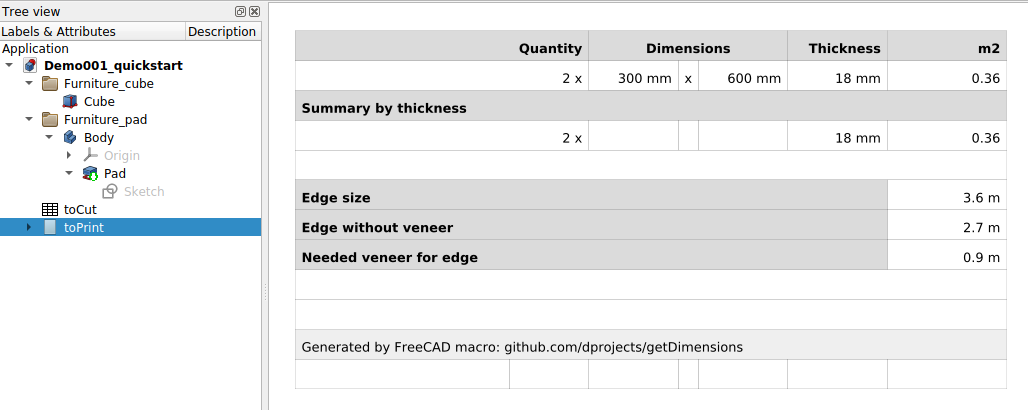 Tree view
Labels & Attributes Description
Application
Demo001_quickstart
Furniture_cube
Cube
Furniture_pad
Body
Origin
Pad
Sketch
toCut
toPrint
Quantity Dimensions Thickness m2
2 x 300 mm x 600 mm 18 mm 0.36
Summary by thickness
2 x 18 mm 0.36
Edge size 3.6 m
Edge without veneer 2.7 m
Needed veneer for edge 0.9 m
Generated by FreeCAD macro: github.com/dprojects/getDimensions